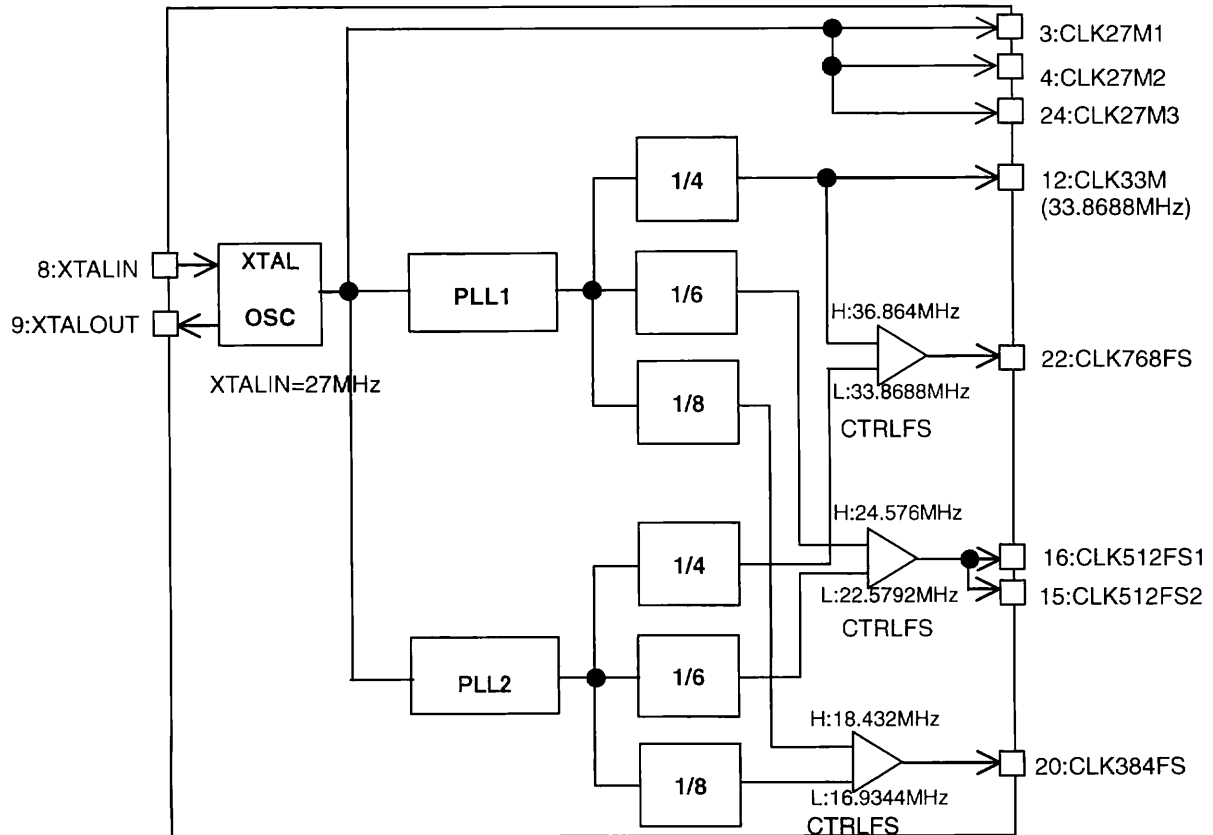 3:CLK27M1
4:CLK27M2
24:CLK27M3
1/4
12:CLK33M
(33.8688MHz)
8:XTALIN
XTAL
OSC
9:XTALOUT
XTALIN=27MHz
PLL1
1/6
H:36.864MHz
22:CLK768FS
1/8
L:33.8688MHz
CTRLFS
H:24.576MHz
1/4
16:CLK512FS1
L:22.5792MHz
15:CLK512FS2
CTRLFS
PLL2
1/6
H:18.432MHz
20:CLK384FS
1/8
L:16.9344MHz
CTRLFS